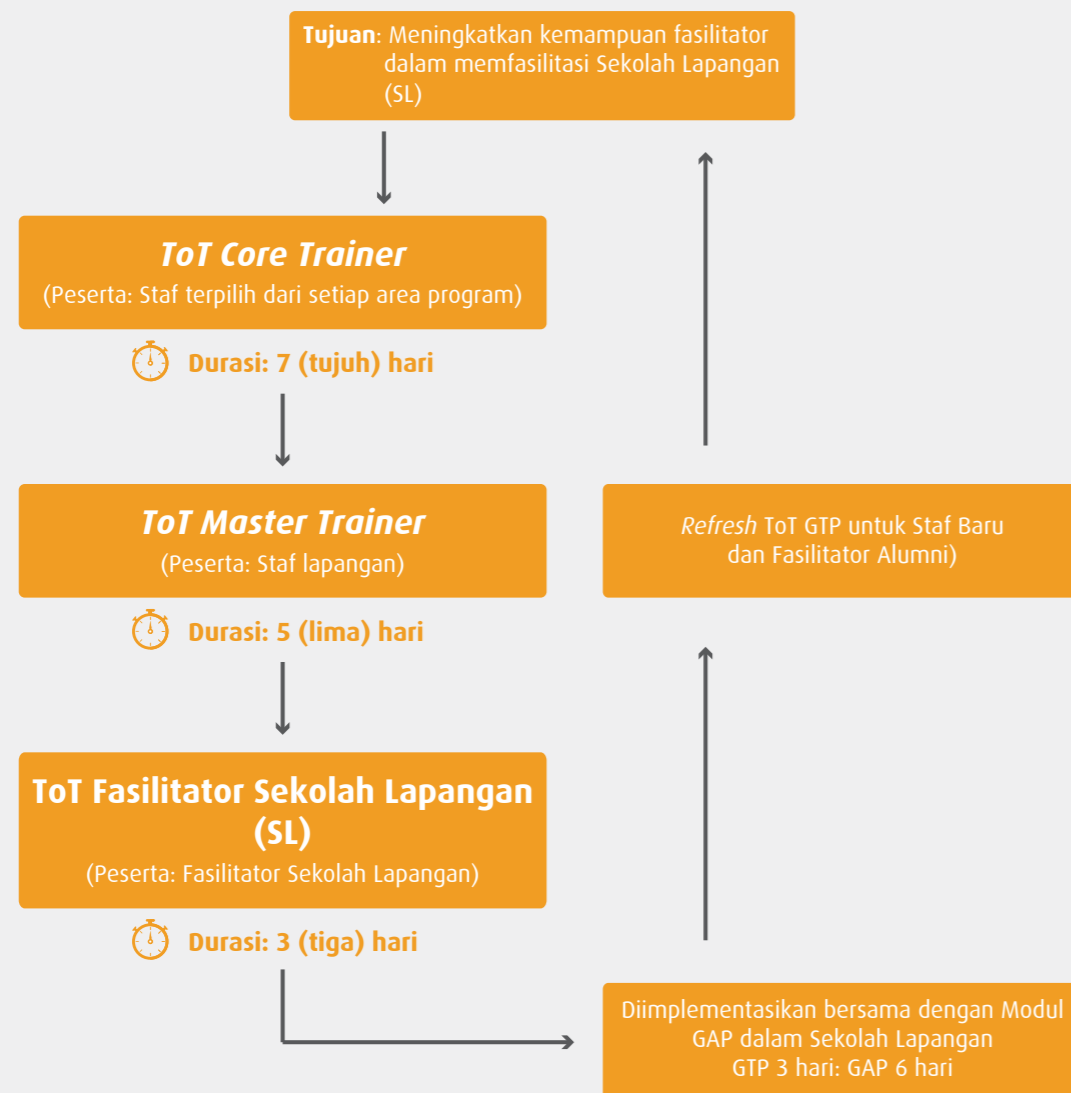 Tujuan: Meningkatkan kemampuan fasilitator
dalam memfasilitasi Sekolah Lapangan
(SL)
ToT Core Trainer
(Peserta: Staf terpilih dari setiap area program)
Durasi: 7 (tujuh) hari
ToT Master Trainer
(Peserta: Staf lapangan)
Durasi: 5 (lima) hari
ToT Fasilitator Sekolah Lapangan
(SL)
(Peserta: Fasilitator Sekolah Lapangan)
Durasi: 3 (tiga) hari
Diimplementasikan bersama dengan Modul
GAP dalam Sekolah Lapangan
GTP 3 hari: GAP 6 hari
Refresh ToT GTP untuk Staf Baru
dan Fasilitator Alumni)